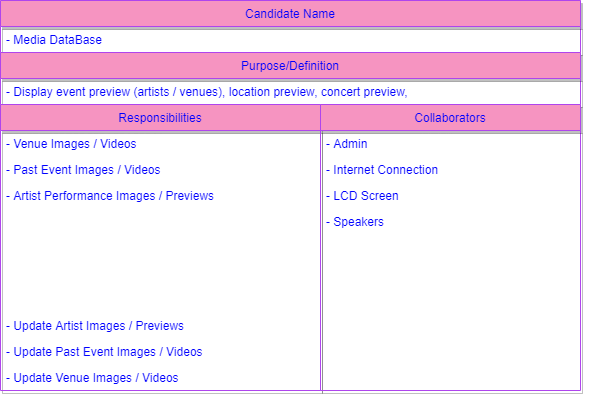 Candidate Name
- Media DataBase
Purpose/Definition
- Display event preview (artists / venues), location preview, concert preview,
Responsibilities
- Venue Images / Videos
- Past Event Images / Videos
- Artist Performance Images / Previews
- Update Artist Images / Previews
- Update Past Event Images / Videos
- Update Venue Images / Videos
Collaborators
- Admin
- Internet Connection
- LCD Screen
- Speakers